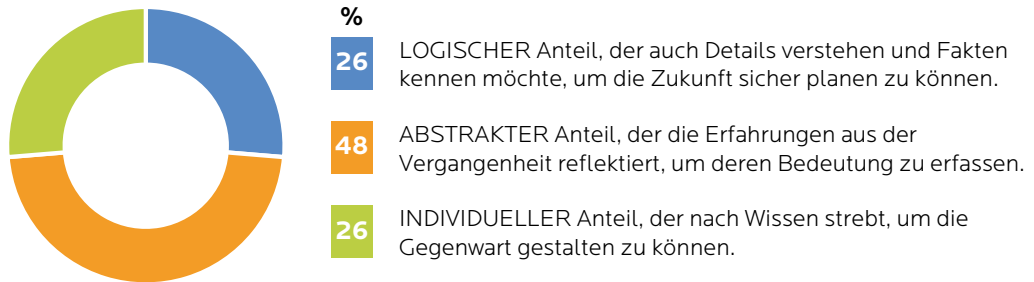 %
26
LOGISCHER Anteil, der auch Details verstehen und Fakten
kennen möchte, um die Zukunft sicher planen zu können.
48
ABSTRAKTER Anteil, der die Erfahrungen aus der
Vergangenheit reflektiert, um deren Bedeutung zu erfassen.
26
INDIVIDUELLER Anteil, der nach Wissen strebt, um die
Gegenwart gestalten zu können.